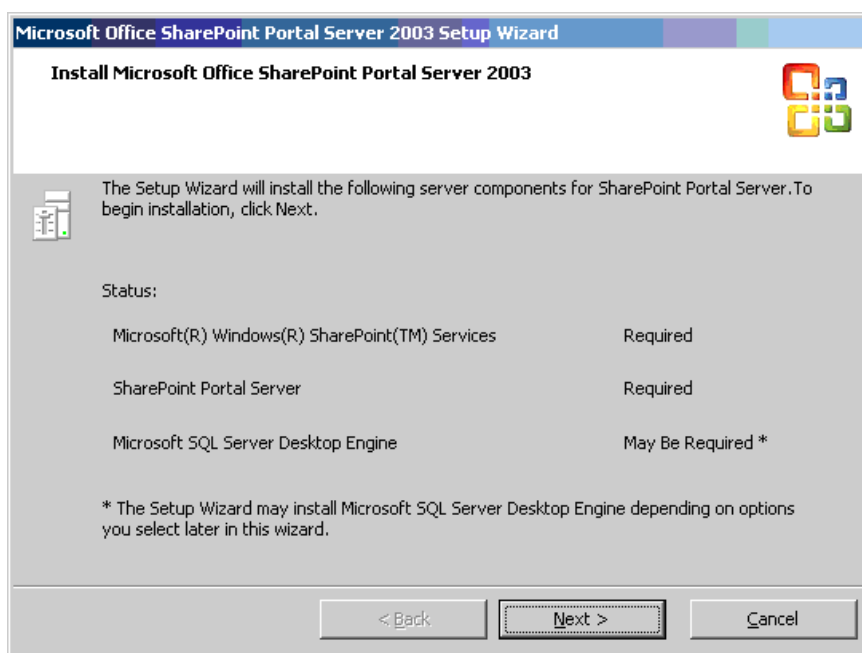 Microsoft Office SharePoint Portal Server 2003 Setup Wizard
Install Microsoft Office SharePoint Portal Server 2003
The Setup Wizard will install the following server components for SharePoint Portal Server.To
begin installation, click Next.
Status:
Microsoft(R) Windows(R) SharePoint(TM) Services Required
SharePoint Portal Server Required
Microsoft SQL Server Desktop Engine May Be Required *
* The Setup Wizard may install Microsoft SQL Server Desktop Engine depending on options
you select later in this wizard.
< Back Next > Cancel